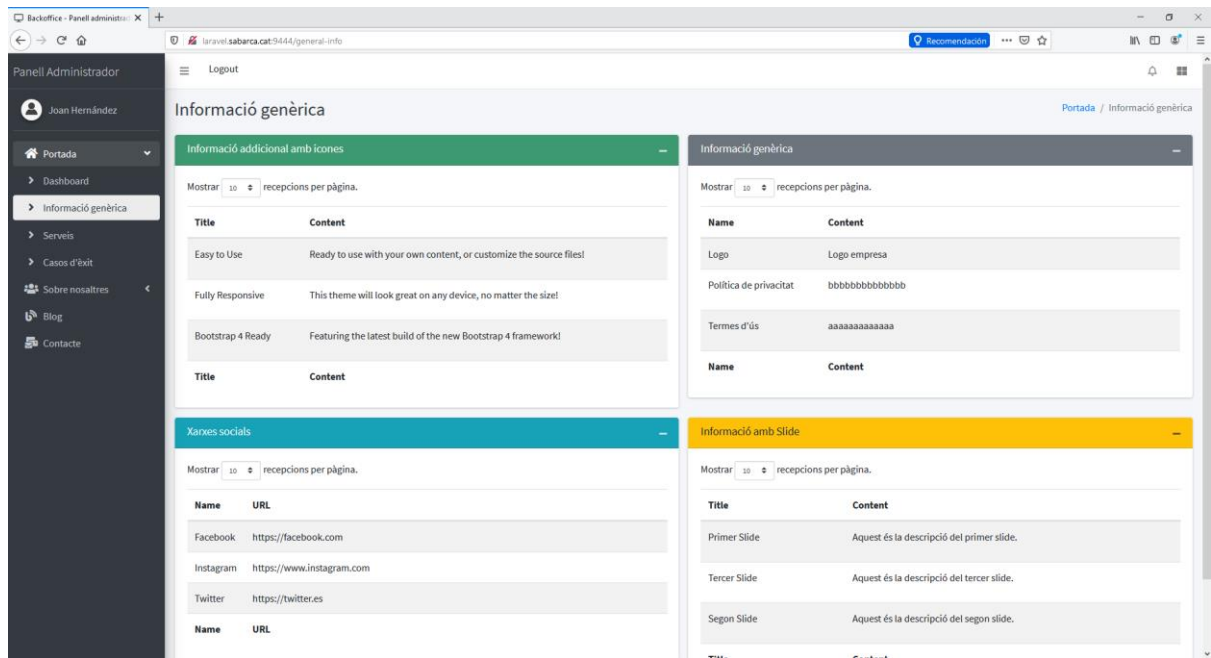 Backoffice - Panell administrac
laravel.sabarca.cat:9444/general-info
Recomendación
Panell Administrador
Logout
Joan Hernández
Portada
Dashboard
Informació genèrica
Serveis
Casos d'èxit
Sobre nosaltres
Blog
Contacte
Informació genèrica
Portada / Informació genèrica
Informació addicional amb icones
Mostrar 10 recepcions per pàgina.
Title Content
Easy to Use Ready to use with your own content, or customize the source files!
Fully Responsive This theme will look great on any device, no matter the size!
Bootstrap 4 Ready Featuring the latest build of the new Bootstrap 4 framework!
Title Content
Informació genèrica
Mostrar 10 recepcions per pàgina.
Name Content
Logo Logo empresa
Política de privacitat bbbbbbbbbbbbbb
Termes d'ús aaaaaaaaaaaaa
Name Content
Xarxes socials
Mostrar 10 recepcions per pàgina.
Name URL
Facebook https://facebook.com
Instagram https://www.instagram.com
Twitter https://twitter.es
Name URL
Informació amb Slide
Mostrar 10 recepcions per pàgina.
Title Content
Primer Slide Aquest és la descripció del primer slide.
Tercer Slide Aquest és la descripció del tercer slide.
Segon Slide Aquest és la descripció del segon slide.
Title Content